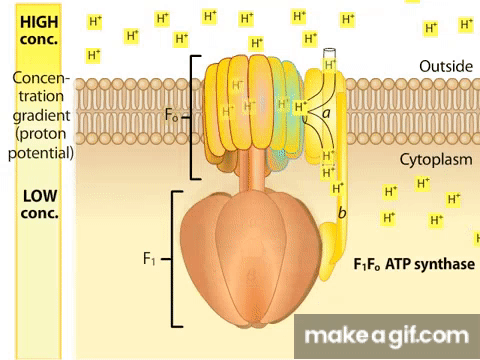 HIGH
conc.
Concen-
tration
gradient
(proton
potential)
LOW
conc.
H⁺
H⁺
H⁺
H⁺
H⁺
H⁺
H⁺
H⁺
H⁺
H⁺
H⁺
Outside
Fₒ
H⁺
H⁺
H⁺
H⁺
H⁺
H⁺
a
H⁺
H⁺
H⁺
Cytoplasm
H⁺
H⁺
H⁺
H⁺
H⁺
H⁺
b
F₁
F₁Fₒ ATP synthase
makeagif.com